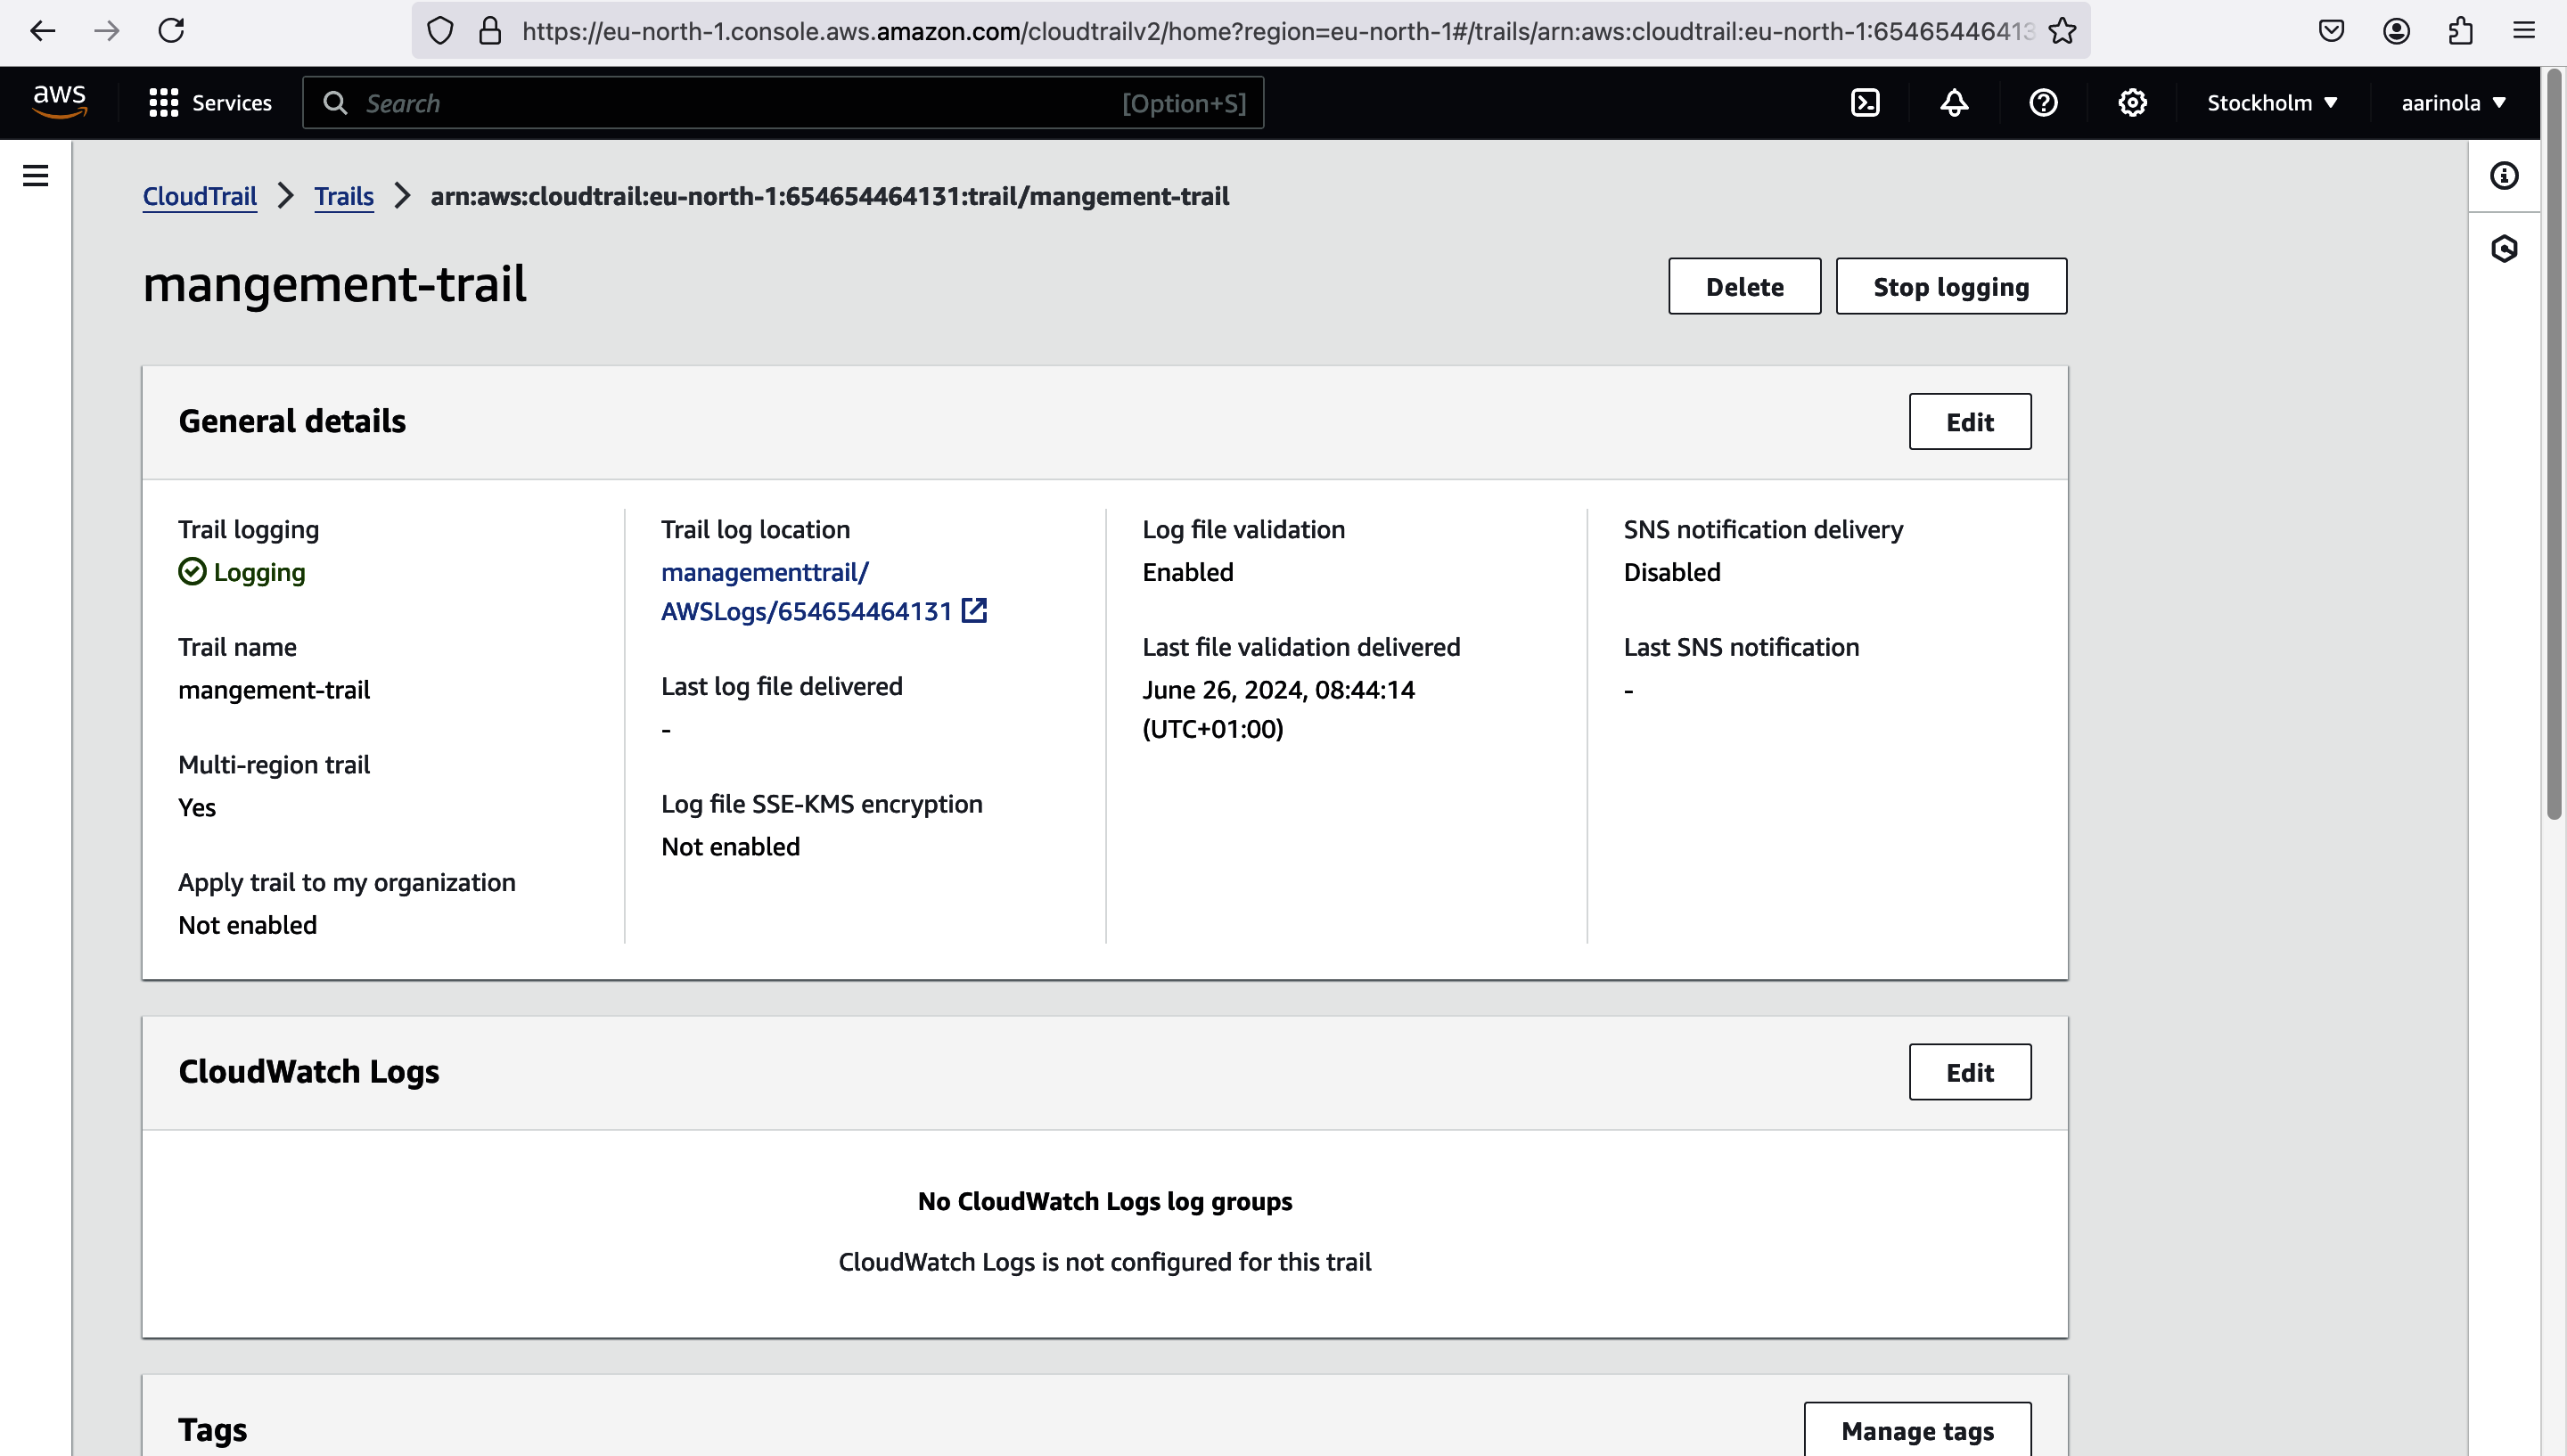 https://eu-north-1.console.aws.amazon.com/cloudtrailv2/home?region=eu-north-1#/trails/arn:aws:cloudtrail:eu-north-1:65465446413
aws
Services
Search
[Option+S]
Stockholm
aarinola
CloudTrail
Trails
arn:aws:cloudtrail:eu-north-1:654654464131:trail/mangement-trail
mangement-trail
Delete
Stop logging
General details
Edit
Trail logging
Logging
Trail name
mangement-trail
Multi-region trail
Yes
Apply trail to my organization
Not enabled
Trail log location
managementtrail/
AWSLogs/654654464131
Last log file delivered
-
Log file SSE-KMS encryption
Not enabled
Log file validation
Enabled
Last file validation delivered
June 26, 2024, 08:44:14
(UTC+01:00)
SNS notification delivery
Disabled
Last SNS notification
-
CloudWatch Logs
Edit
No CloudWatch Logs log groups
CloudWatch Logs is not configured for this trail
Tags
Manage tags